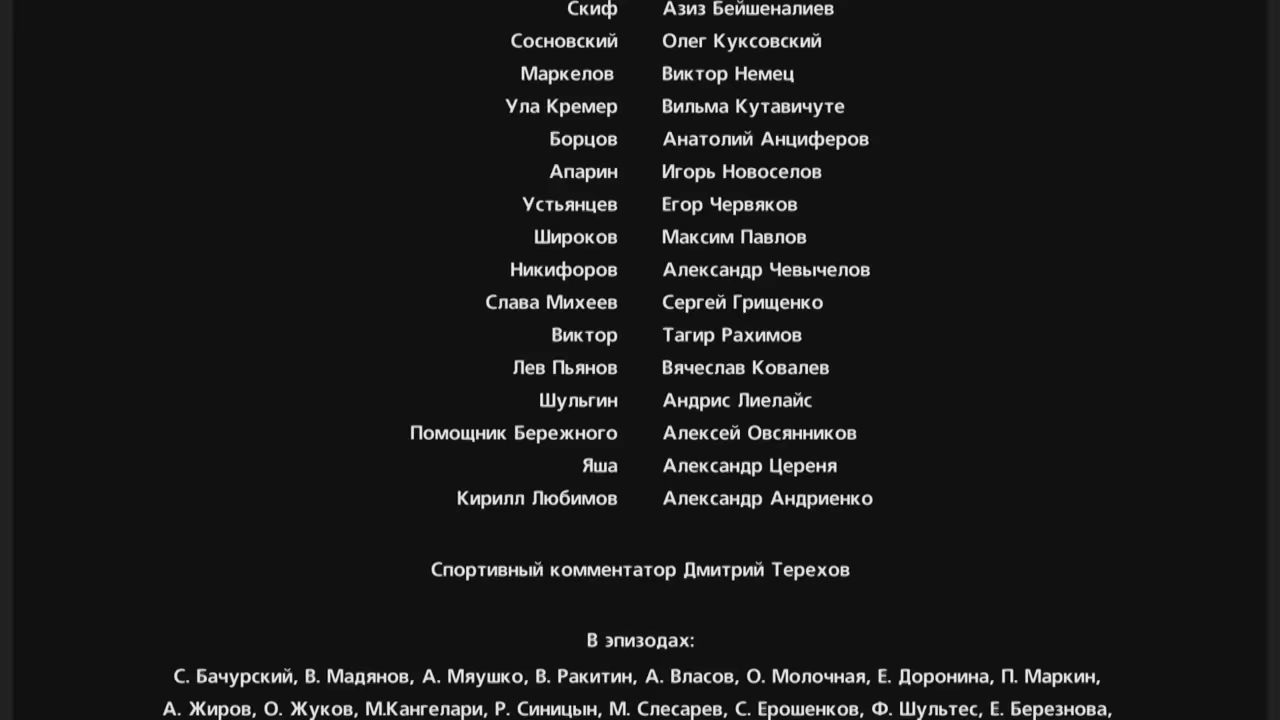 Скиф Азиз Бейшеналиев
Сосновский Олег Куксовский
Маркелов Виктор Немец
Ула Кремер Вильма Кутавичуте
Борцов Анатолий Анциферов
Апарин Игорь Новоселов
Устьянцев Егор Червяков
Широков Максим Павлов
Никифоров Александр Чевычелов
Слава Михеев Сергей Грищенко
Виктор Тагир Рахимов
Лев Пьянов Вячеслав Ковалев
Шульгин Андрис Лиелайс
Помощник Бережного Алексей Овсянников
Яша Александр Цереня
Кирилл Любимов Александр Андриенко
Спортивный комментатор Дмитрий Терехов
В эпизодах:
С. Бачурский, В. Мадянов, А. Мяушко, В. Ракитин, А. Власов, О. Молочная, Е. Доронина, П. Маркин,
А. Жиров, О. Жуков, М.Кангелари, Р. Синицын, М. Слесарев, С. Ерошенков, Ф. Шультес, Е. Березнова,